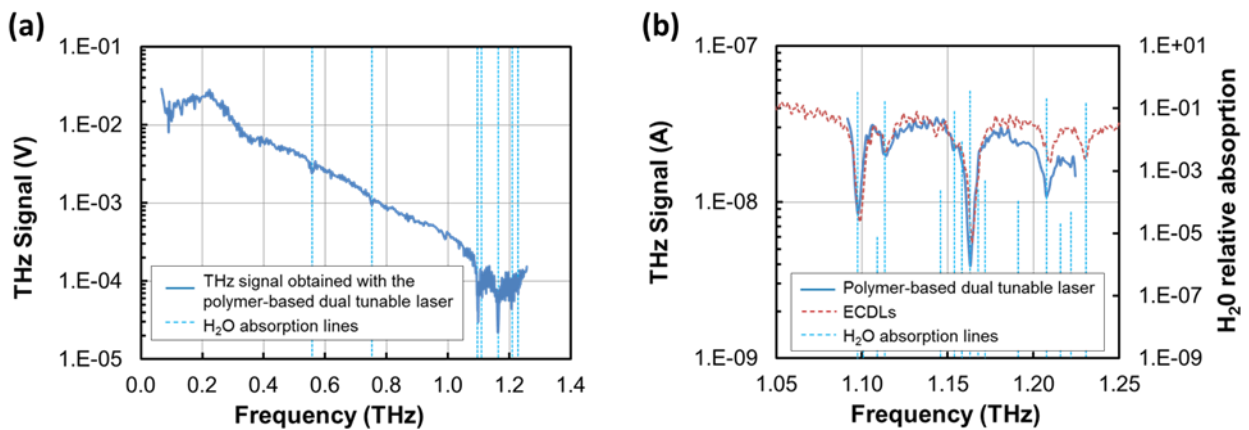 (a)
1.E-01
1.E-02
1.E-03
1.E-04
1.E-05
THz Signal (V)
THz signal obtained with the
polymer-based dual tunable laser
H2O absorption lines
0.0 0.2 0.4 0.6 0.8 1.0 1.2 1.4
Frequency (THz)
(b)
1.E-07
1.E-08
1.E-09
THz Signal (A)
Polymer-based dual tunable laser
ECDLs
H2O absorption lines
1.05 1.10 1.15 1.20 1.25
Frequency (THz)
1.E+01
1.E-01
1.E-03
1.E-05
1.E-07
1.E-09
H20 relative absoprtion